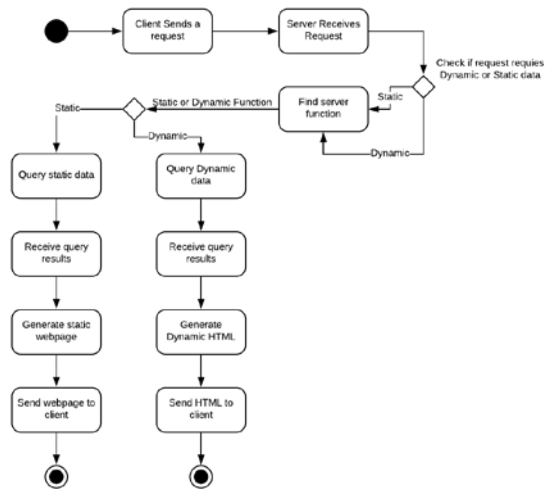 Client Sends a
request
Server Receives
Request
Check if request requies
Dynamic or Static data
Static
Find server
function
Dynamic
Static or Dynamic Function
Static
Dynamic
Query static data
Query Dynamic
data
Receive query
results
Receive query
results
Generate static
webpage
Generate
Dynamic HTML
Send webpage to
client
Send HTML to
client